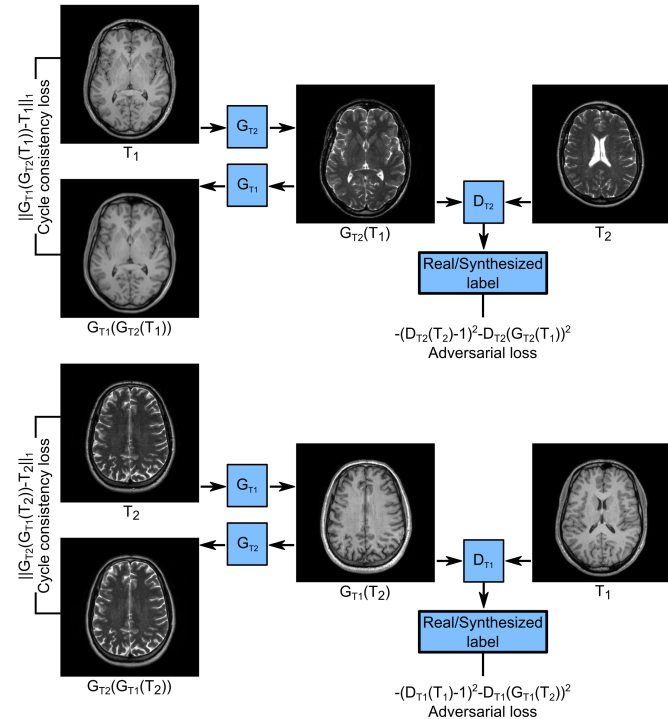 ||G_T1(G_T2(T_1))-T_1||_1
Cycle consistency loss
T_1
G_T2
G_T1
G_T1(G_T2(T_1))
G_T2(T_1)
D_T2
T_2
Real/Synthesized
label
-(D_T2(T_2)-1)²-D_T2(G_T2(T_1))²
Adversarial loss
||G_T2(G_T1(T_2))-T_2||_1
Cycle consistency loss
T_2
G_T1
G_T2
G_T2(G_T1(T_2))
G_T1(T_2)
D_T1
T_1
Real/Synthesized
label
-(D_T1(T_1)-1)²-D_T1(G_T1(T_2))²
Adversarial loss